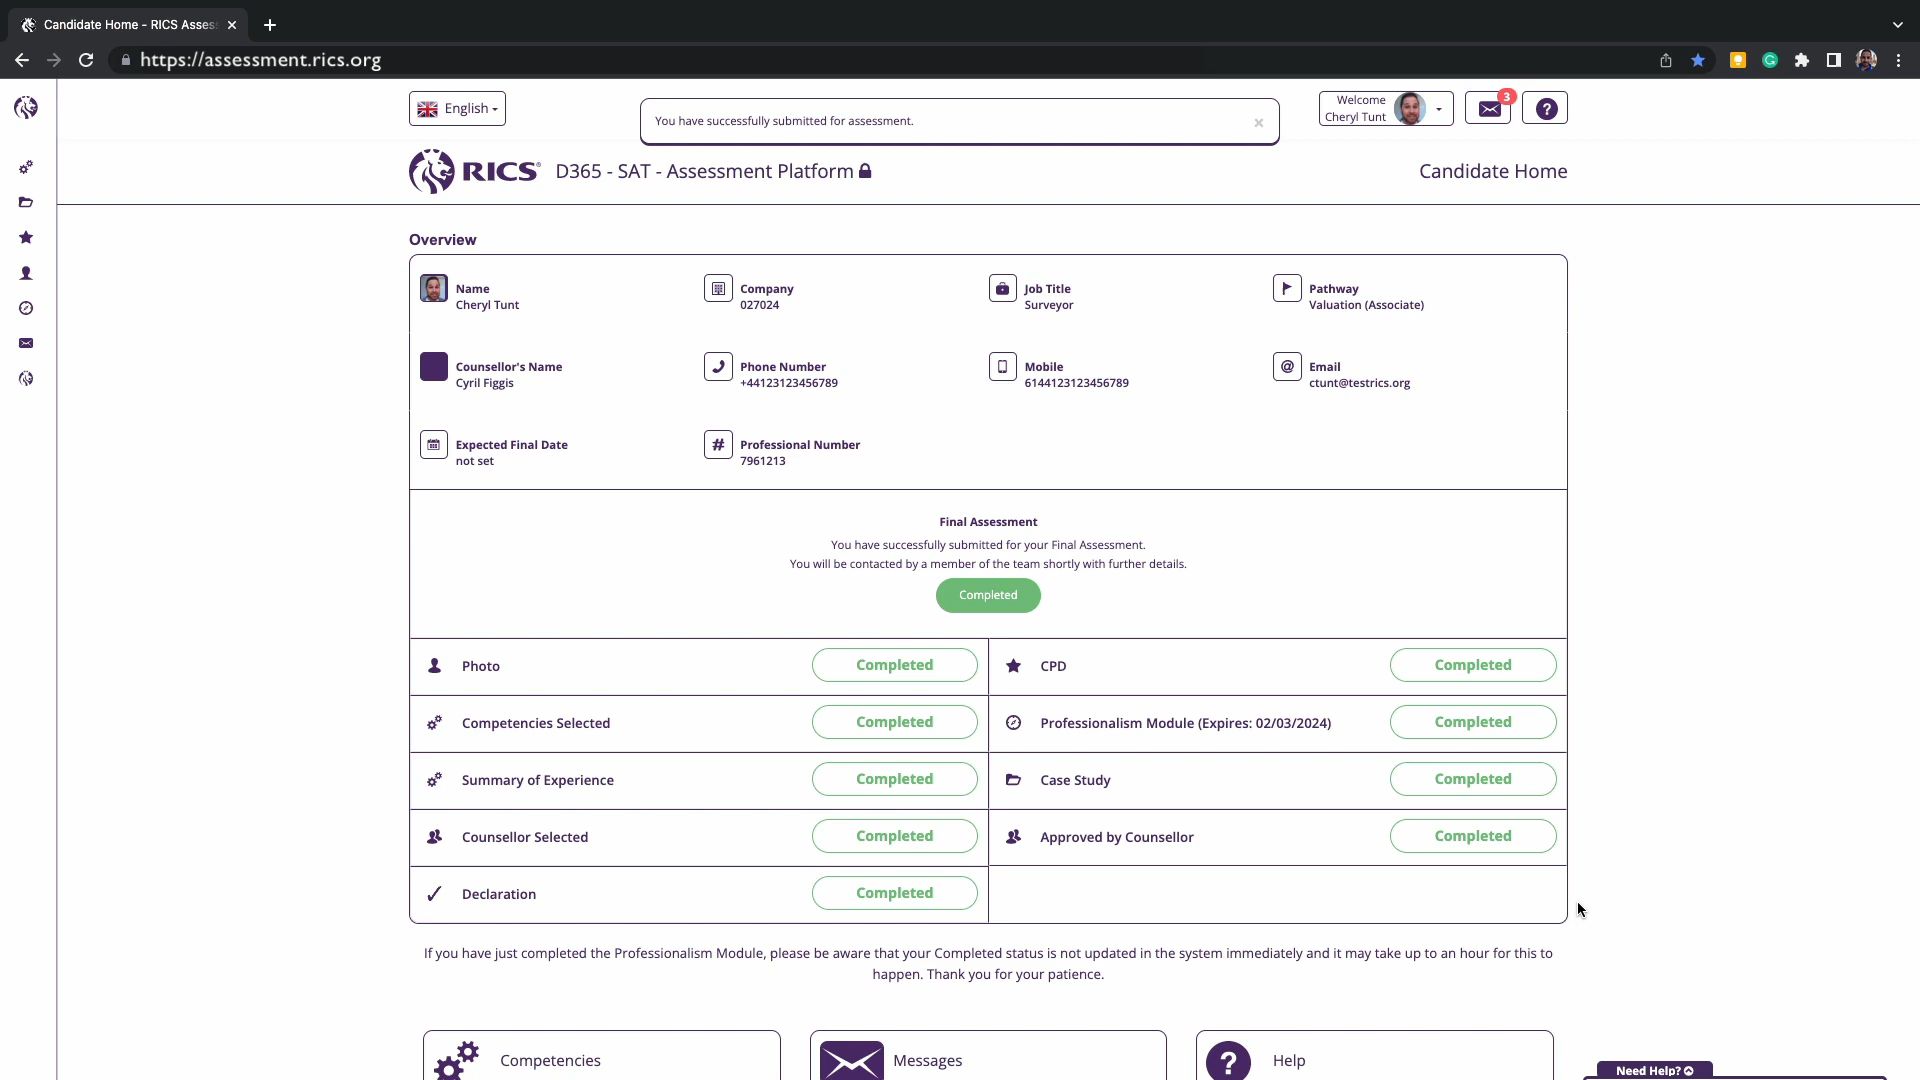 Candidate Home - RICS Asses
https://assessment.rics.org
English
You have successfully submitted for assessment.
Welcome
Cheryl Tunt
3
RICS
D365 - SAT - Assessment Platform
Candidate Home
Overview
Name
Cheryl Tunt
Company
027024
Job Title
Surveyor
Pathway
Valuation (Associate)
Counsellor's Name
Cyril Figgis
Phone Number
+44123123456789
Mobile
6144123123456789
Email
ctunt@testrics.org
Expected Final Date
not set
Professional Number
7961213
Final Assessment
You have successfully submitted for your Final Assessment.
You will be contacted by a member of the team shortly with further details.
Completed
Photo Completed
CPD Completed
Competencies Selected Completed
Professionalism Module (Expires: 02/03/2024) Completed
Summary of Experience Completed
Case Study Completed
Counsellor Selected Completed
Approved by Counsellor Completed
Declaration Completed
If you have just completed the Professionalism Module, please be aware that your Completed status is not updated in the system immediately and it may take up to an hour for this to
happen. Thank you for your patience.
Competencies
Messages
Help
Need Help?